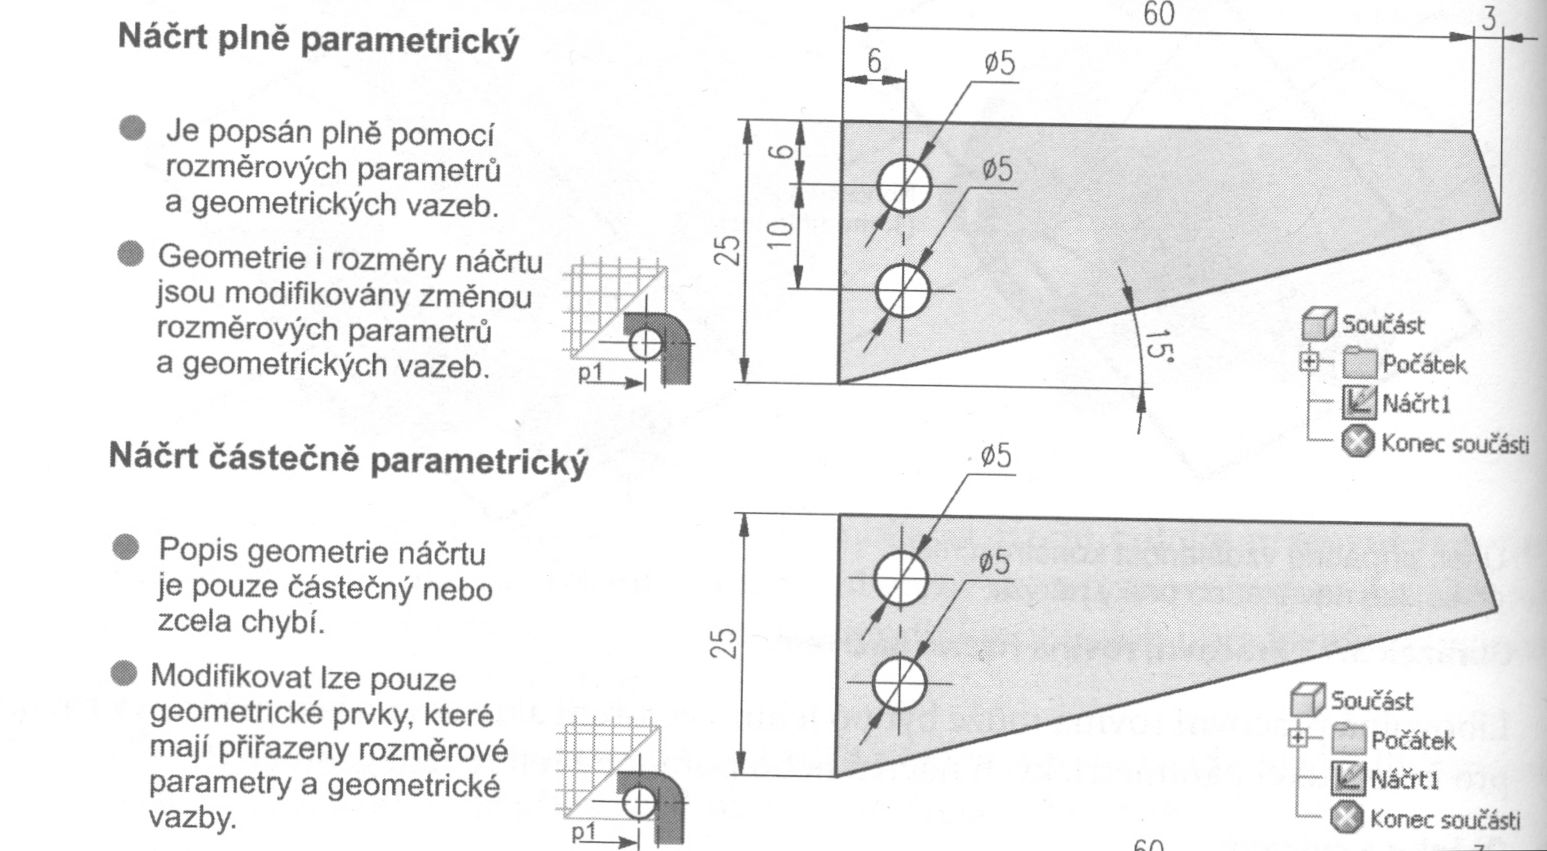 Náčrt plně parametrický
Je popsán plně pomocí
rozměrových parametrů
a geometrických vazeb.
Geometrie i rozměry náčrtu
jsou modifikovány změnou
rozměrových parametrů
a geometrických vazeb.
p1
60
3
6
ø5
6
ø5
10
25
15°
Součást
Počátek
Náčrt1
Konec součásti
Náčrt částečně parametrický
Popis geometrie náčrtu
je pouze částečný nebo
zcela chybí.
Modifikovat lze pouze
geometrické prvky, které
mají přiřazeny rozměrové
parametry a geometrické
vazby.
p1
ø5
ø5
25
Součást
Počátek
Náčrt1
Konec součásti
60